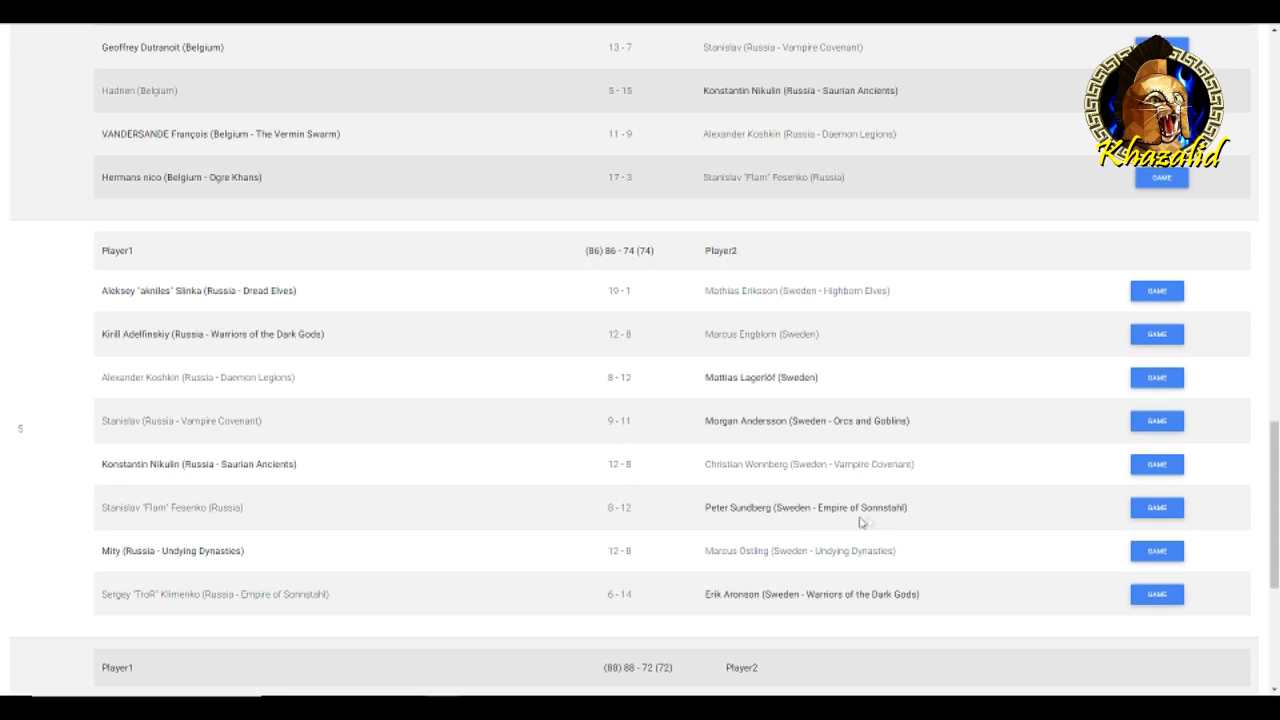 Geoffrey Dutranoit (Belgium) 13 - 7 Stanislav (Russia - Vampire Covenant)
Hadrien (Belgium) 5 - 15 Konstantin Nikulin (Russia - Saurian Ancients)
VANDERSANDE François (Belgium - The Vermin Swarm) 11 - 9 Alexander Koshkin (Russia - Daemon Legions)
Khazalid
Hermans nico (Belgium - Ogre Khans) 17 - 3 Stanislav "Flam" Fesenko (Russia) GAME
Player1 (86) 86 - 74 (74) Player2
Aleksey "akniles" Slinka (Russia - Dread Elves) 19 - 1 Mathias Eriksson (Sweden - Highborn Elves) GAME
Kirill Adelfinskiy (Russia - Warriors of the Dark Gods) 12 - 8 Marcus Engblom (Sweden) GAME
Alexander Koshkin (Russia - Daemon Legions) 8 - 12 Mattias Lagerlöf (Sweden) GAME
Stanislav (Russia - Vampire Covenant) 9 - 11 Morgan Andersson (Sweden - Orcs and Goblins) GAME
5
Konstantin Nikulin (Russia - Saurian Ancients) 12 - 8 Christian Wennberg (Sweden - Vampire Covenant) GAME
Stanislav "Flam" Fesenko (Russia) 8 - 12 Peter Sundberg (Sweden - Empire of Sonnstahl) GAME
Mity (Russia - Undying Dynasties) 12 - 8 Marcus Östling (Sweden - Undying Dynasties) GAME
Sergey "TroR" Klimenko (Russia - Empire of Sonnstahl) 6 - 14 Erik Aronson (Sweden - Warriors of the Dark Gods) GAME
Player1 (88) 88 - 72 (72) Player2